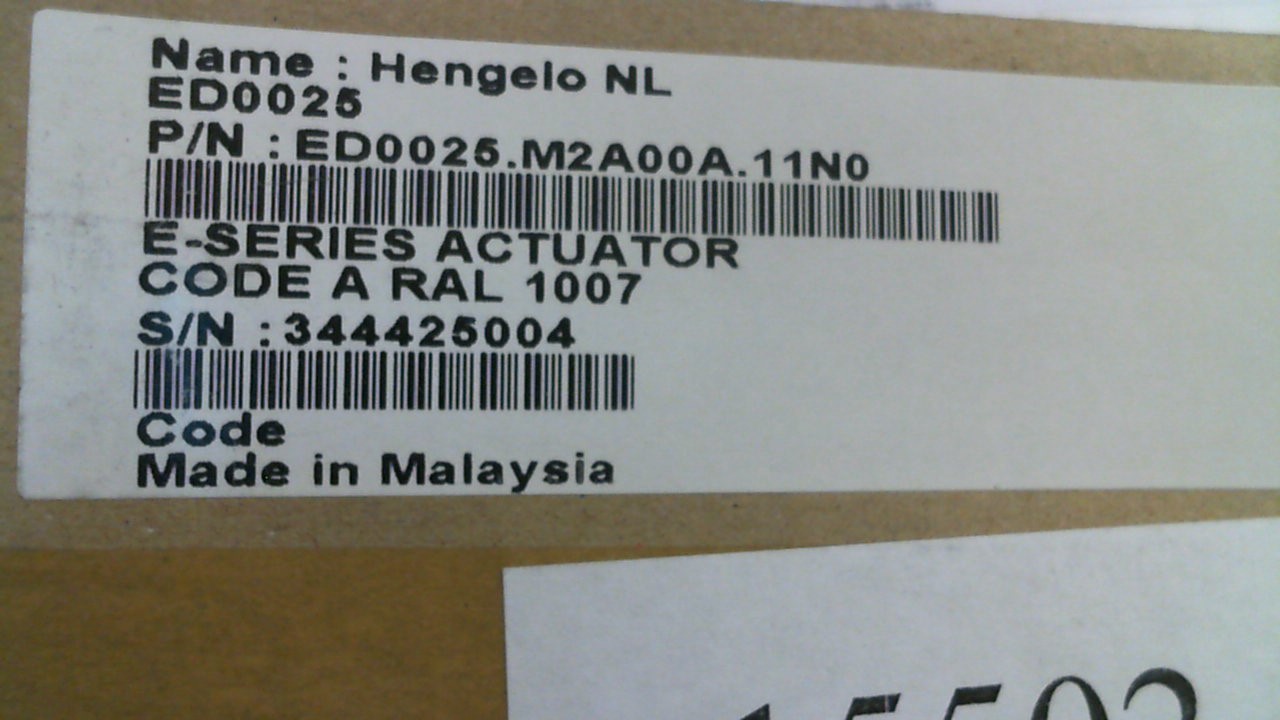 Name : Hengelo NL
ED0025
P/N : ED0025.M2A00A.11N0
E-SERIES ACTUATOR
CODE A RAL 1007
S/N : 344425004
Code
Made in Malaysia